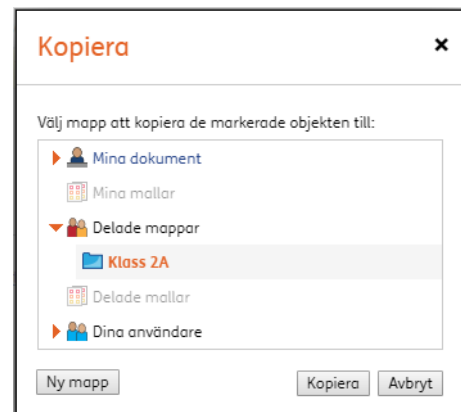 Kopiera
Välj mapp att kopiera de markerade objekten till:
Mina dokument
Mina mallar
Delade mappar
Klass 2A
Delade mallar
Dina användare
Ny mapp Kopiera Avbryt